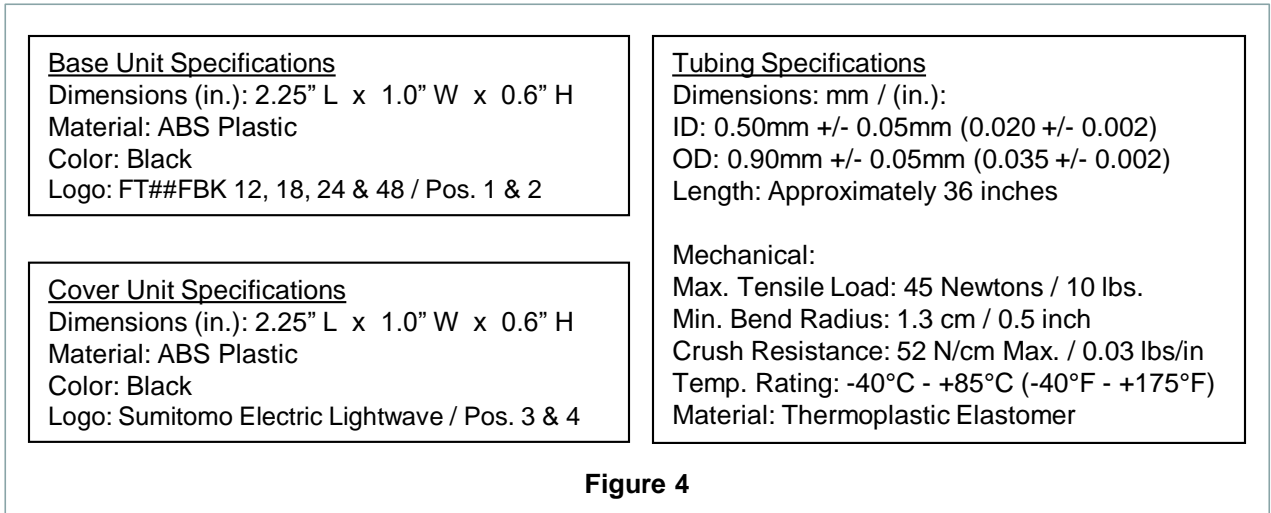 Base Unit Specifications
Dimensions (in.): 2.25” L x 1.0” W x 0.6” H
Material: ABS Plastic
Color: Black
Logo: FT##FBK 12, 18, 24 & 48 / Pos. 1 & 2
Cover Unit Specifications
Dimensions (in.): 2.25” L x 1.0” W x 0.6” H
Material: ABS Plastic
Color: Black
Logo: Sumitomo Electric Lightwave / Pos. 3 & 4
Tubing Specifications
Dimensions: mm / (in.):
ID: 0.50mm +/- 0.05mm (0.020 +/- 0.002)
OD: 0.90mm +/- 0.05mm (0.035 +/- 0.002)
Length: Approximately 36 inches
Mechanical:
Max. Tensile Load: 45 Newtons / 10 lbs.
Min. Bend Radius: 1.3 cm / 0.5 inch
Crush Resistance: 52 N/cm Max. / 0.03 lbs/in
Temp. Rating: -40°C - +85°C (-40°F - +175°F)
Material: Thermoplastic Elastomer
Figure 4